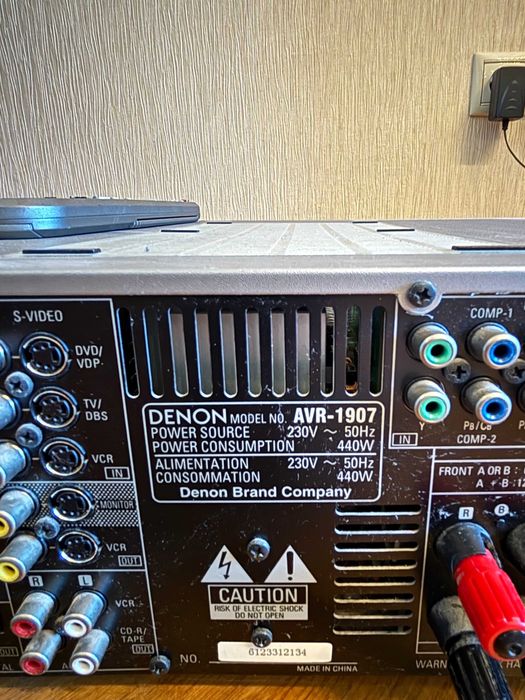 S-VIDEO
DVD/
VDP
TV/
DBS
VCR
IN
MONITOR
VCR
OUT
R L
VCR
CD-R/
TAPE
OUT
DENON MODEL NO. AVR-1907
POWER SOURCE 230V ~ 50Hz
POWER CONSUMPTION 440W
ALIMENTATION 230V ~ 50Hz
CONSOMMATION 440W
Denon Brand Company
CAUTION
RISK OF ELECTRIC SHOCK
DO NOT OPEN
NO. 6123312134
MADE IN CHINA
COMP-1
Y PB/CB
IN COMP-2
FRONT A OR B :
A + B :
R B
WARN